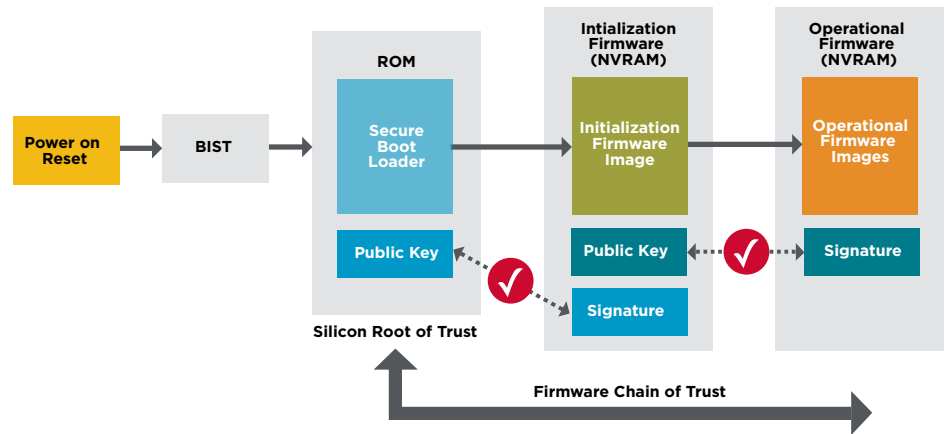 Power on
Reset
BIST
ROM
Secure
Boot
Loader
Public Key
Silicon Root of Trust
Intialization
Firmware
(NVRAM)
Initialization
Firmware
Image
Public Key
Signature
Operational
Firmware
(NVRAM)
Operational
Firmware
Images
Signature
Firmware Chain of Trust